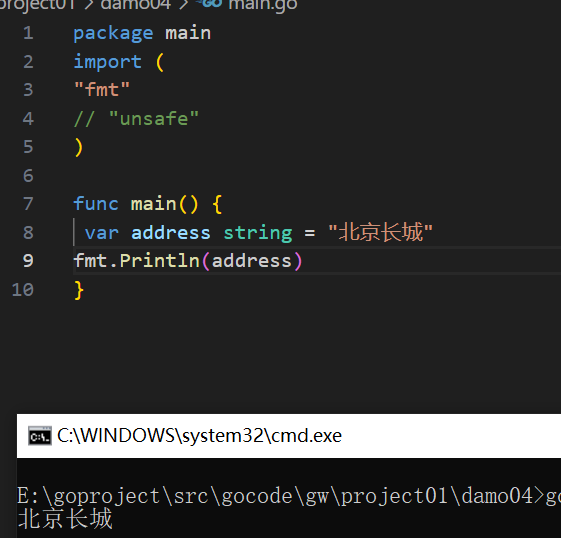 project01 > damo04 > GO main.go
1 package main
2 import (
3 "fmt"
4 // "unsafe"
5 )
6
7 func main() {
8 var address string = "北京长城"
9 fmt.Println(address)
10 }
C:\WINDOWS\system32\cmd.exe
E:\goproject\src\gocode\gw\project01\damo04>go
北京长城